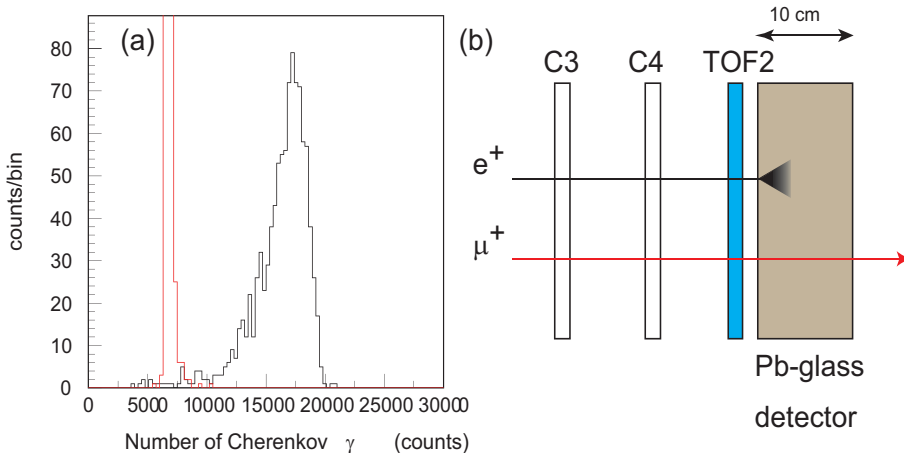 (a)
counts/bin
80
70
60
50
40
30
20
10
0
0 5000 10000 15000 20000 25000 30000
Number of Cherenkov γ (counts)
(b)
10 cm
C3 C4 TOF2
e+
μ+
Pb-glass
detector